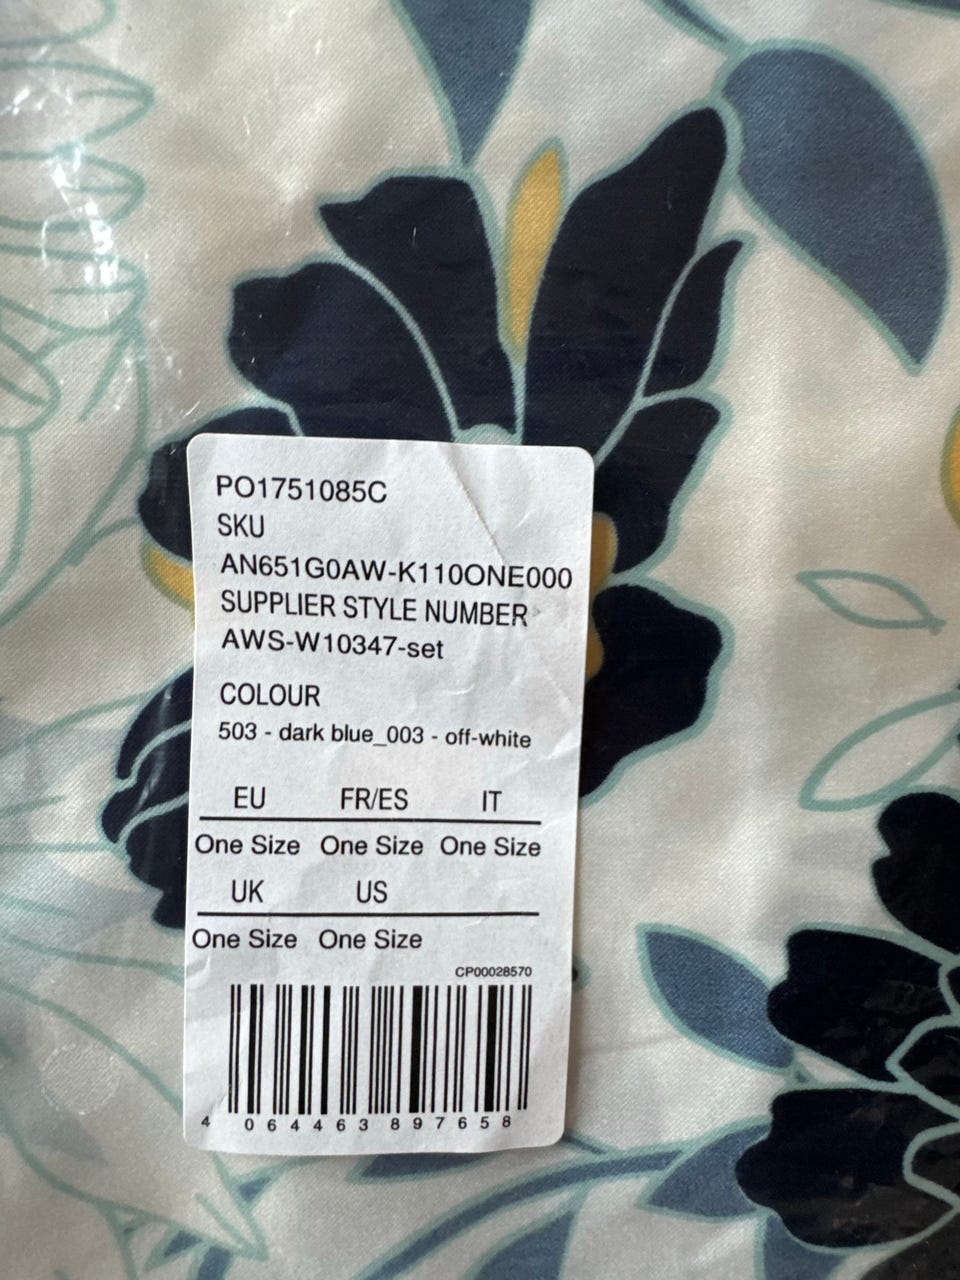 PO1751085C
SKU
AN651G0AW-K110ONE000
SUPPLIER STYLE NUMBER
AWS-W10347-set
COLOUR
503 - dark blue_003 - off-white
EU FR/ES IT
One Size One Size One Size
UK US
One Size One Size
CP00028570
4 064463 897658